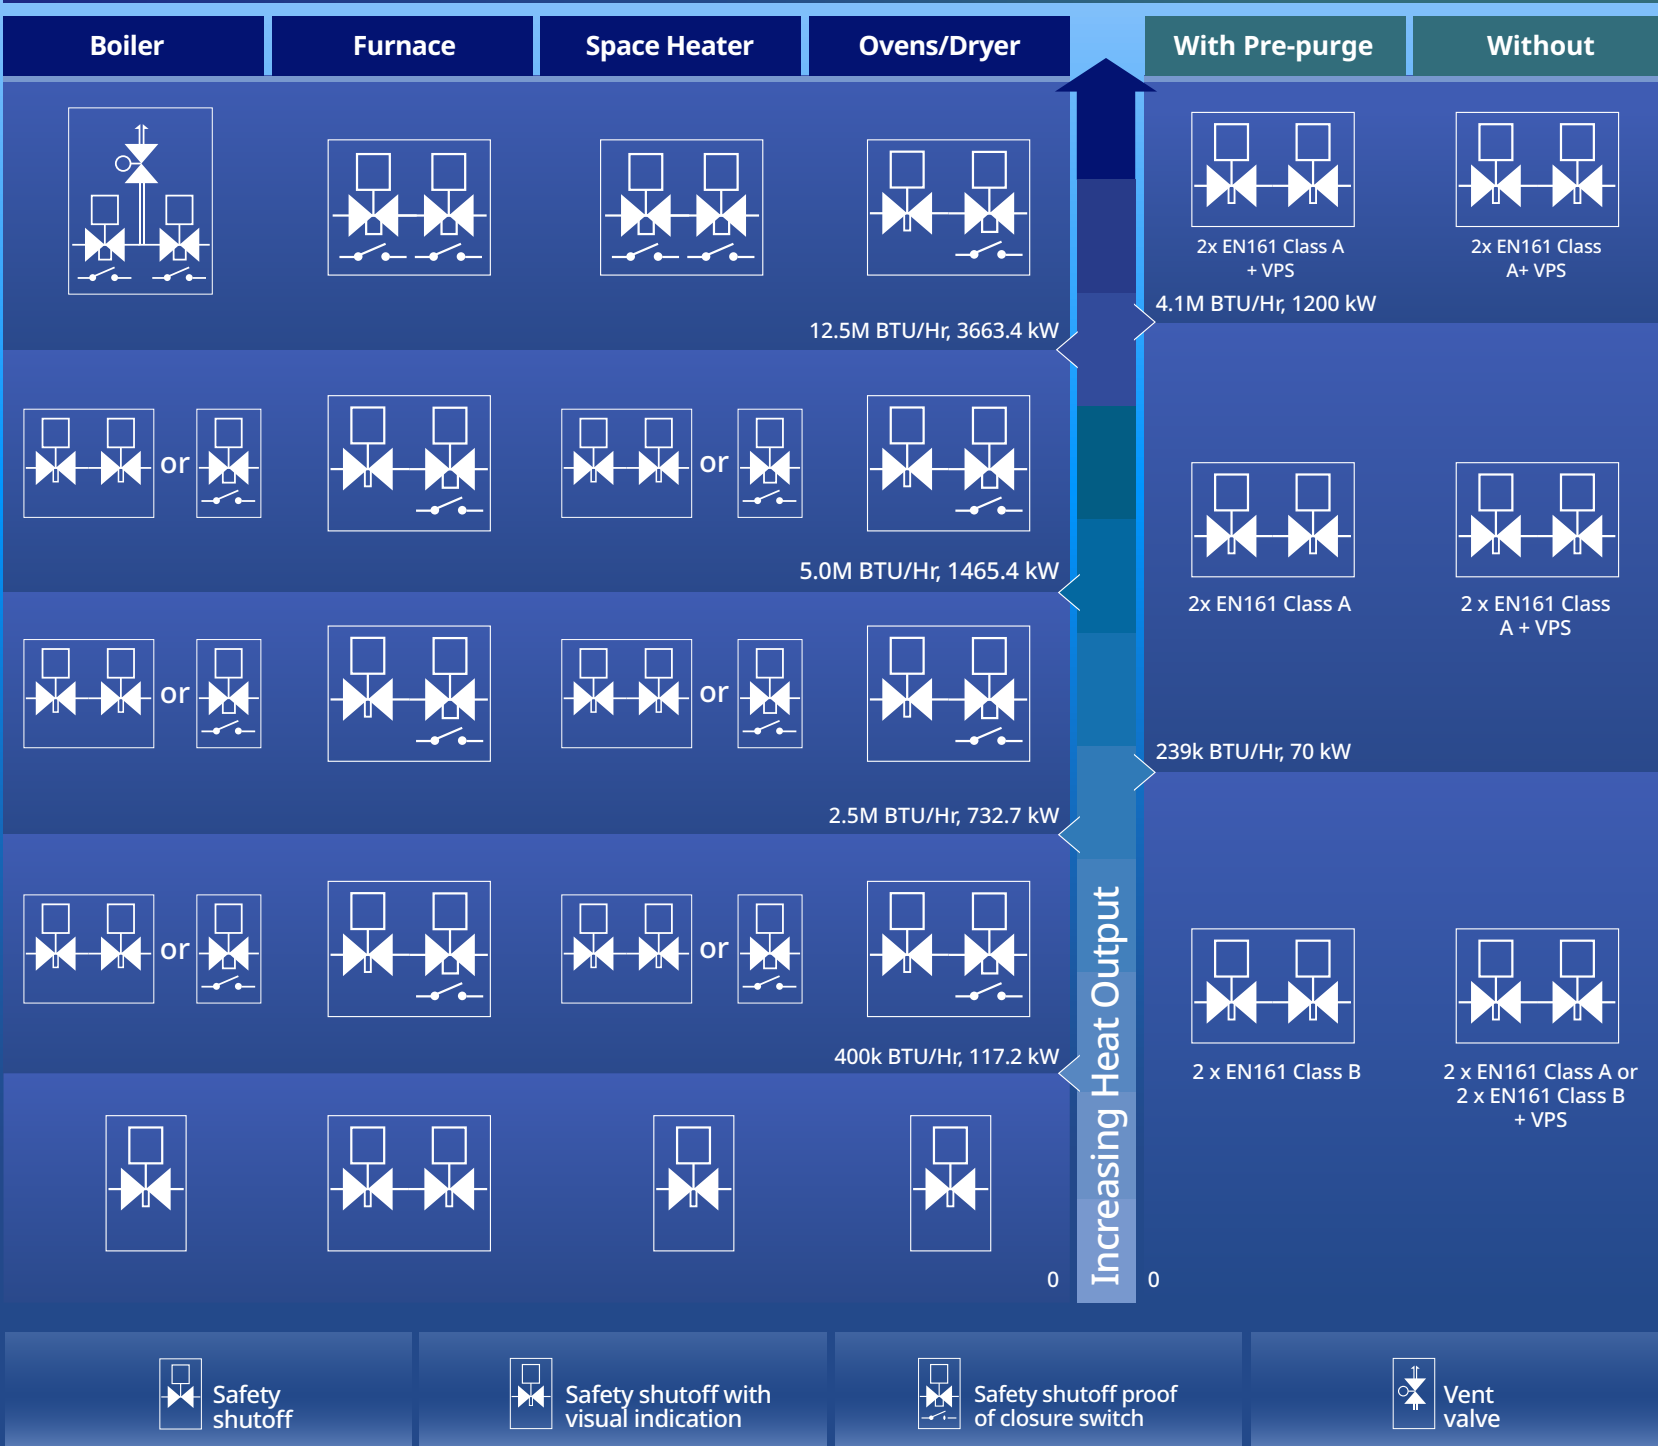 Boiler
Furnace
Space Heater
Ovens/Dryer
With Pre-purge
Without
2x EN161 Class A
+ VPS
2x EN161 Class
A+ VPS
4.1M BTU/Hr, 1200 kW
12.5M BTU/Hr, 3663.4 kW
or
or
5.0M BTU/Hr, 1465.4 kW
2x EN161 Class A
2 x EN161 Class
A + VPS
or
or
239k BTU/Hr, 70 kW
2.5M BTU/Hr, 732.7 kW
or
or
400k BTU/Hr, 117.2 kW
2 x EN161 Class B
2 x EN161 Class A or
2 x EN161 Class B
+ VPS
Increasing Heat Output
0
0
Safety
shutoff
Safety shutoff with
visual indication
Safety shutoff proof
of closure switch
Vent
valve